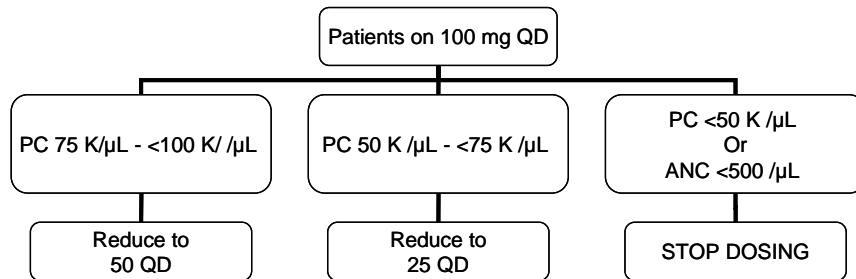 Patients on 100 mg QD
PC 75 K/µL - <100 K/ /µL
PC 50 K /µL - <75 K /µL
PC <50 K /µL
Or
ANC <500 /µL
Reduce to
50 QD
Reduce to
25 QD
STOP DOSING